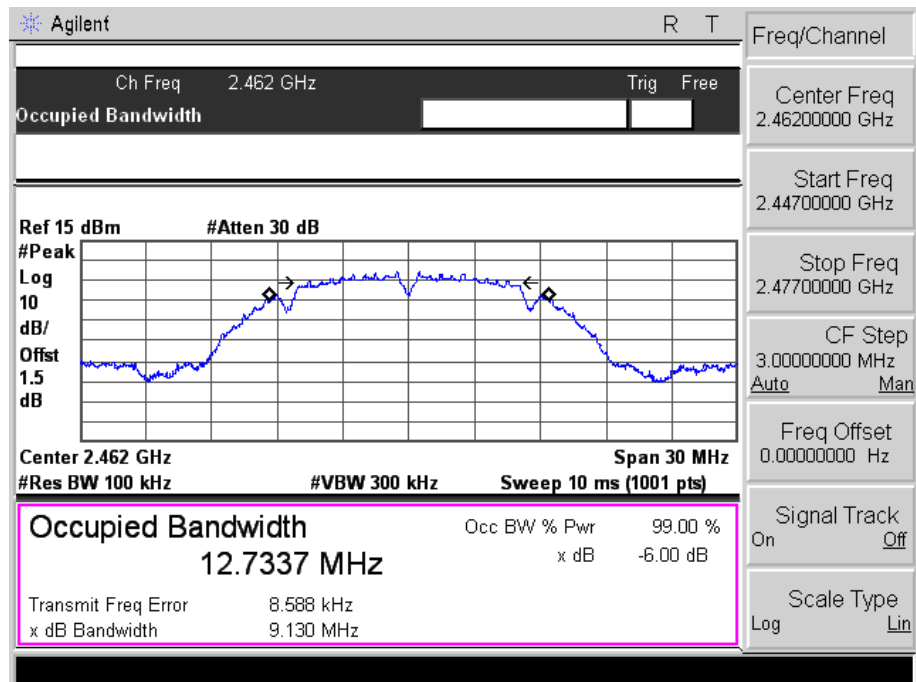 Agilent R T
Ch Freq 2.462 GHz Trig Free
Occupied Bandwidth
Ref 15 dBm #Atten 30 dB
#Peak
Log
10
dB/
Offst
1.5
dB
Center 2.462 GHz Span 30 MHz
#Res BW 100 kHz #VBW 300 kHz Sweep 10 ms (1001 pts)
Occupied Bandwidth Occ BW % Pwr 99.00 %
12.7337 MHz x dB -6.00 dB
Transmit Freq Error 8.588 kHz
x dB Bandwidth 9.130 MHz
Freq/Channel
Center Freq
2.46200000 GHz
Start Freq
2.44700000 GHz
Stop Freq
2.47700000 GHz
CF Step
3.00000000 MHz
Auto Man
Freq Offset
0.00000000 Hz
Signal Track
On Off
Scale Type
Log Lin